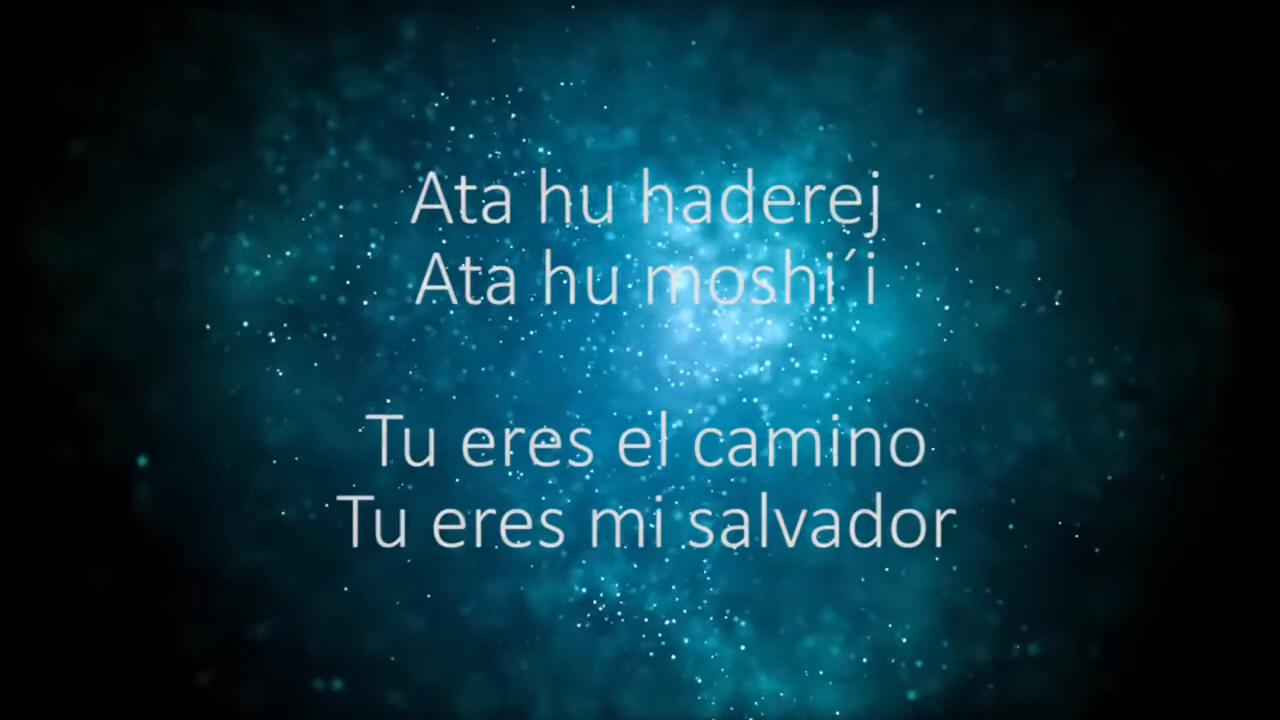 Ata hu haderej
Ata hu moshi´i
Tu eres el camino
Tu eres mi salvador